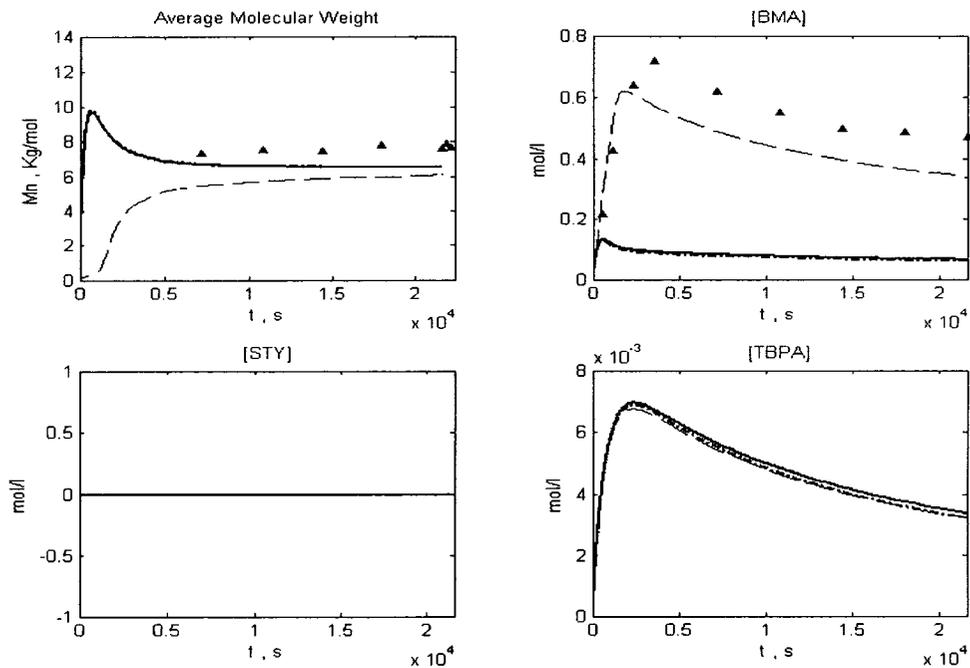 Average Molecular Weight
14
12
10
8
6
4
2
0
Mn , Kg/mol
0 0.5 1 1.5 2
t , s
x 10^4
[BMA]
0.8
0.6
0.4
0.2
0
mol/l
0 0.5 1 1.5 2
t , s
x 10^4
[STY]
1
0.5
0
-0.5
-1
mol/l
0 0.5 1 1.5 2
t , s
x 10^4
x 10^-3
[TBPA]
8
6
4
2
0
mol/l
0 0.5 1 1.5 2
t , s
x 10^4